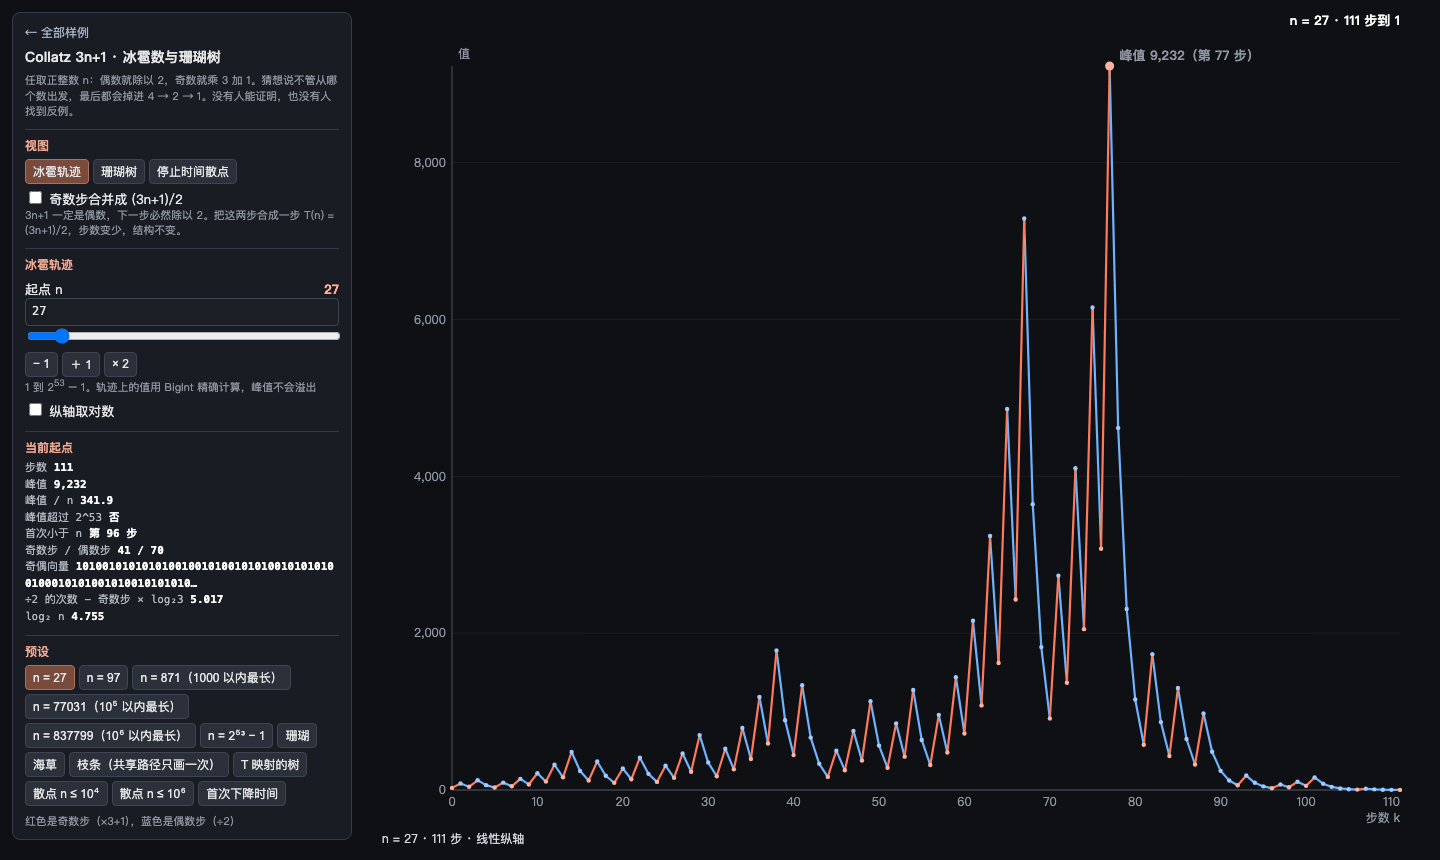 ← 全部样例
Collatz 3n+1 · 冰雹数与珊瑚树
任取正整数 n：偶数就除以 2，奇数就乘 3 加 1。猜想说不管从哪
个数出发，最后都会掉进 4 → 2 → 1。没有人能证明，也没有人
找到反例。
视图
冰雹轨迹 珊瑚树 停止时间散点
奇数步合并成 (3n+1)/2
3n+1 一定是偶数，下一步必然除以 2。把这两步合成一步 T(n) =
(3n+1)/2，步数变少，结构不变。
冰雹轨迹
起点 n 27
27
− 1 + 1 × 2
1 到 2⁵³ − 1。轨迹上的值用 BigInt 精确计算，峰值不会溢出
纵轴取对数
当前起点
步数 111
峰值 9,232
峰值 / n 341.9
峰值超过 2^53 否
首次小于 n 第 96 步
奇数步 / 偶数步 41 / 70
÷2 的次数 − 奇数步 × log₂3 5.017
log₂ n 4.755
预设
n = 27 n = 97 n = 871（1000 以内最长）
n = 77031（10⁵ 以内最长）
n = 837799（10⁶ 以内最长） n = 2⁵³ − 1 珊瑚
海草 枝条（共享路径只画一次） T 映射的树
散点 n ≤ 10⁴ 散点 n ≤ 10⁶ 首次下降时间
红色是奇数步（×3+1），蓝色是偶数步（÷2）
n = 27 · 111 步到 1
值
峰值 9,232（第 77 步）
8,000
6,000
4,000
2,000
0
0 10 20 30 40 50 60 70 80 90 100 110
步数 k
n = 27 · 111 步 · 线性纵轴